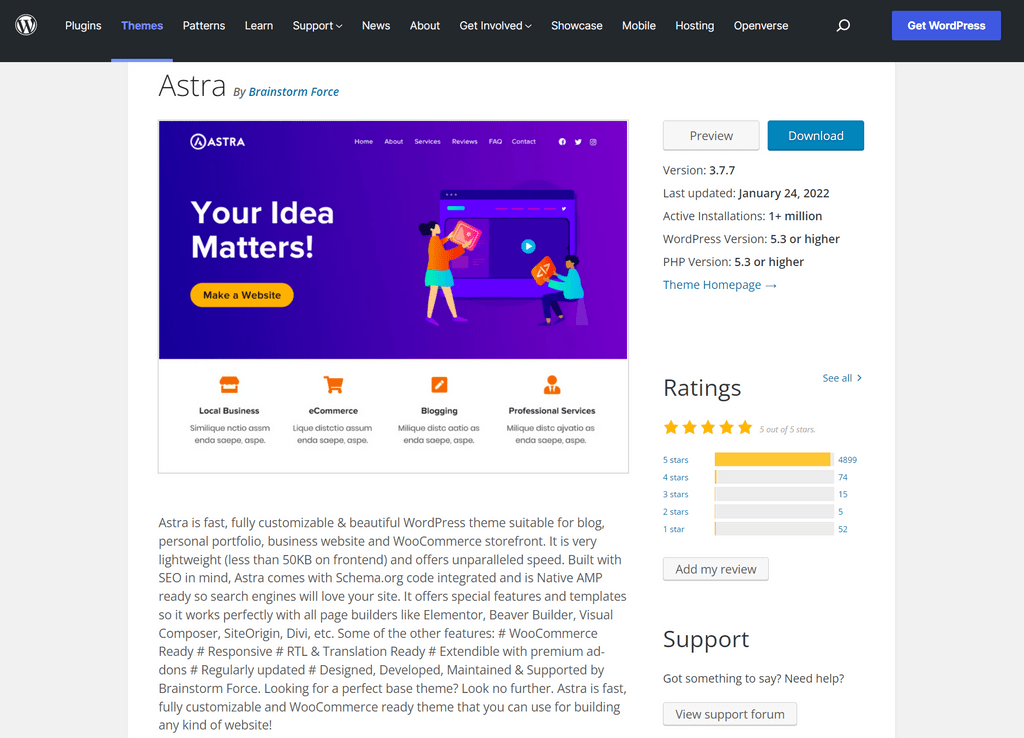 Plugins Themes Patterns Learn Support News About Get Involved Showcase Mobile Hosting Openverse Get WordPress
Astra By Brainstorm Force
ASTRA Home About Services Reviews FAQ Contact
Your Idea
Matters!
Make a Website
Local Business
Similique nctio assm
enda saepe, aspe.
eCommerce
Lique distctio assum
enda saepe, aspe.
Blogging
Milique distc oatio as
enda saepe, aspe.
Professional Services
Milique distc ajvatio as
enda saepe, aspe.
Astra is fast, fully customizable & beautiful WordPress theme suitable for blog,
personal portfolio, business website and WooCommerce storefront. It is very
lightweight (less than 50KB on frontend) and offers unparalleled speed. Built with
SEO in mind, Astra comes with Schema.org code integrated and is Native AMP
ready so search engines will love your site. It offers special features and templates
so it works perfectly with all page builders like Elementor, Beaver Builder, Visual
Composer, SiteOrigin, Divi, etc. Some of the other features: # WooCommerce
Ready # Responsive # RTL & Translation Ready # Extendible with premium ad-
dons # Regularly updated # Designed, Developed, Maintained & Supported by
Brainstorm Force. Looking for a perfect base theme? Look no further. Astra is fast,
fully customizable and WooCommerce ready theme that you can use for building
any kind of website!
Preview Download
Version: 3.7.7
Last updated: January 24, 2022
Active Installations: 1+ million
WordPress Version: 5.3 or higher
PHP Version: 5.3 or higher
Theme Homepage →
Ratings See all
5 out of 5 stars.
5 stars 4899
4 stars 74
3 stars 15
2 stars 5
1 star 52
Add my review
Support
Got something to say? Need help?
View support forum